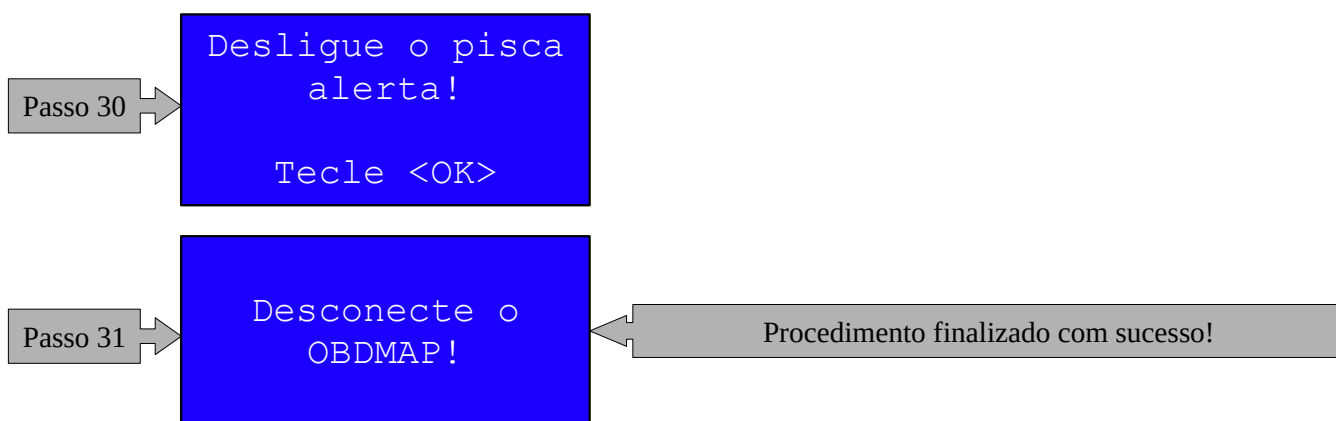 Passo 30
Desligue o pisca
alerta!
Tecle <OK>
Passo 31
Desconecte o
OBDMAP!
Procedimento finalizado com sucesso!